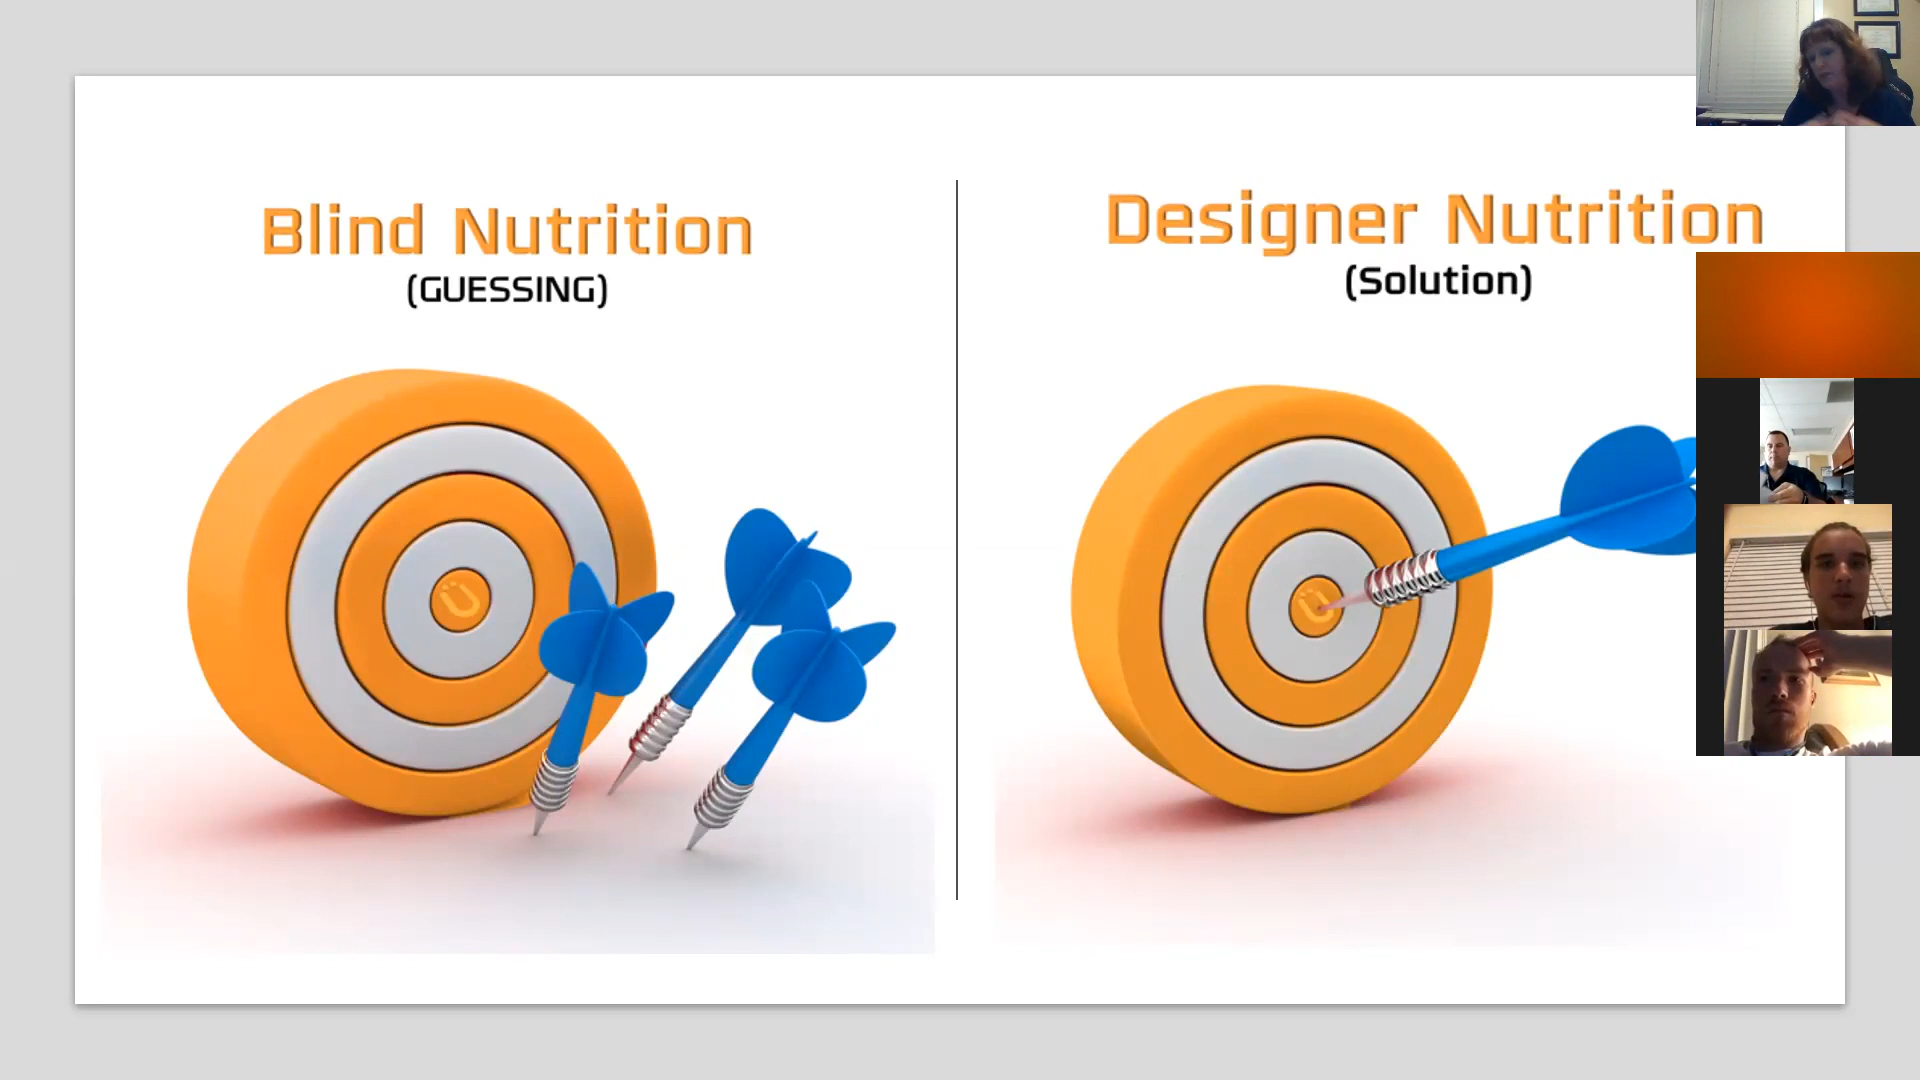 Blind Nutrition
(GUESSING)
Designer Nutrition
(Solution)
Ü
Ü